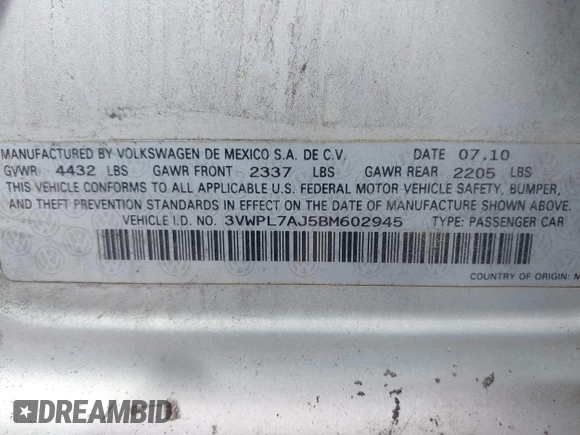 MANUFACTURED BY VOLKSWAGEN DE MEXICO S.A. DE C.V. DATE 07.10
GVWR 4432 LBS GAWR FRONT 2337 LBS GAWR REAR 2205 LBS
THIS VEHICLE CONFORMS TO ALL APPLICABLE U.S. FEDERAL MOTOR VEHICLE SAFETY, BUMPER,
AND THEFT PREVENTION STANDARDS IN EFFECT ON THE DATE OF MANUFACTURE SHOWN ABOVE.
VEHICLE I.D. NO. 3VWPL7AJ5BM602945 TYPE: PASSENGER CAR
COUNTRY OF ORIGIN: M
DREAMBID